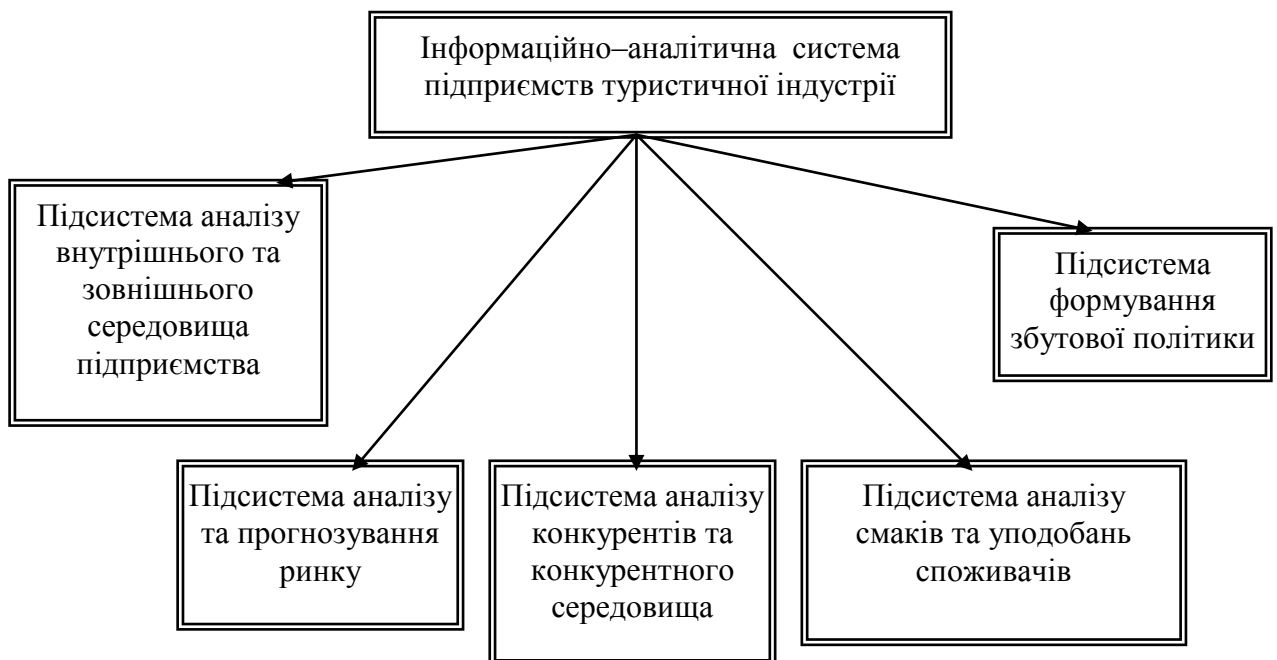 Інформаційно–аналітична система
підприємств туристичної індустрії
Підсистема аналізу
внутрішнього та
зовнішнього
середовища
підприємства
Підсистема
формування
збутової політики
Підсистема аналізу
та прогнозування
ринку
Підсистема аналізу
конкурентів та
конкурентного
середовища
Підсистема аналізу
смаків та уподобань
споживачів